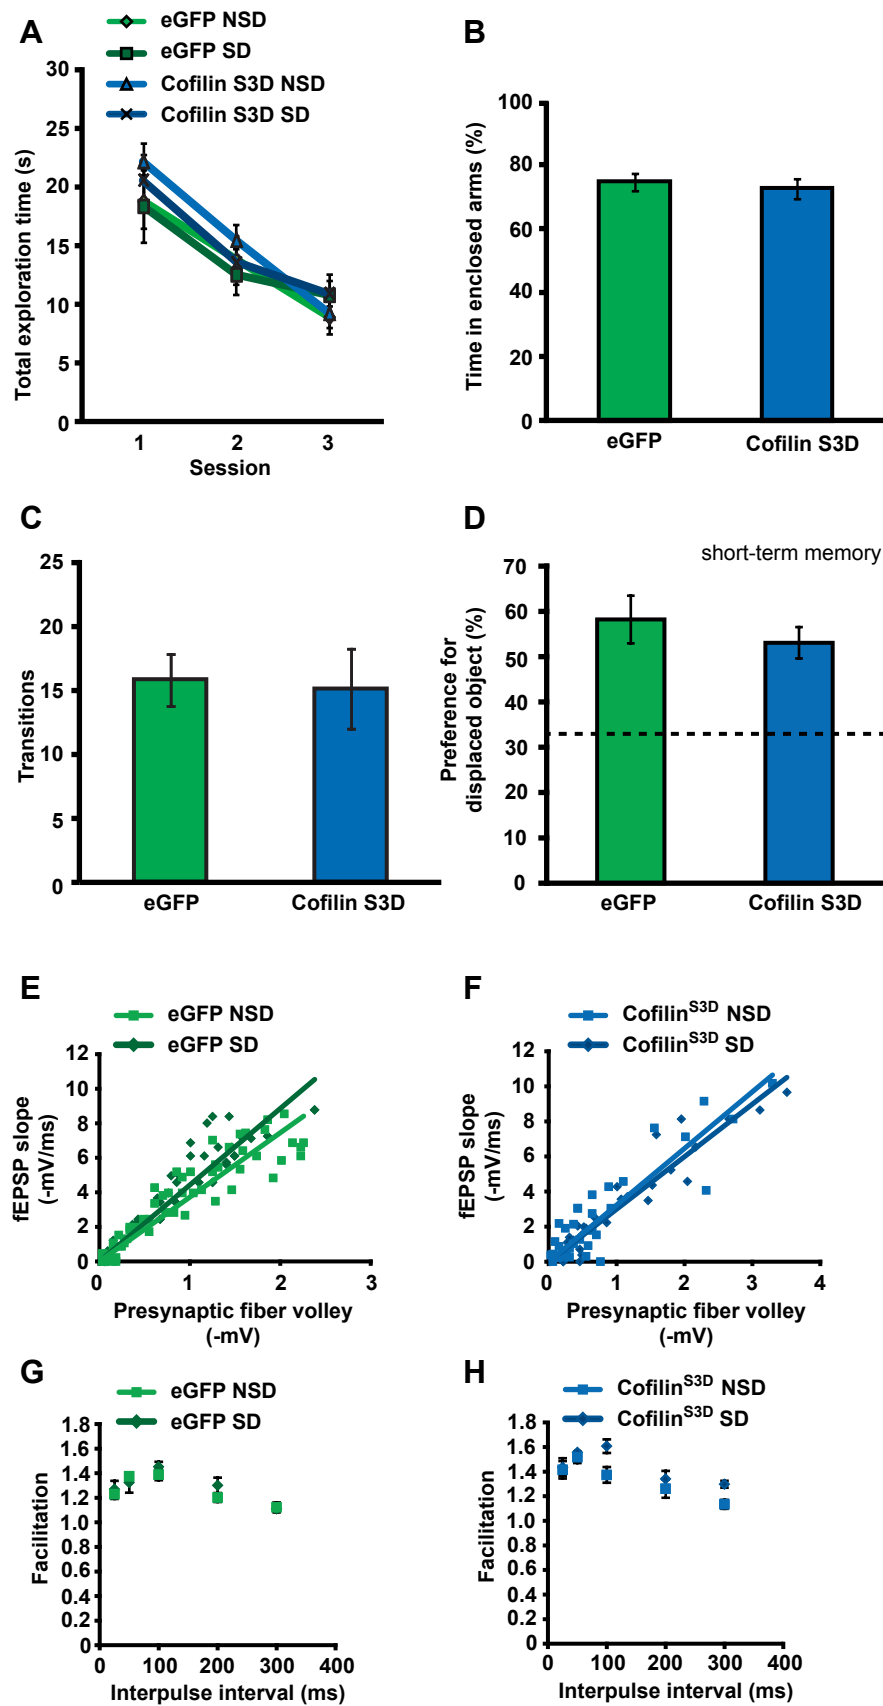 A
eGFP NSD
eGFP SD
Cofilin S3D NSD
Cofilin S3D SD
Total exploration time (s)
30
25
20
15
10
5
0
1 2 3
Session
B
Time in enclosed arms (%)
100
80
60
40
20
0
eGFP Cofilin S3D
C
Transitions
25
20
15
10
5
0
eGFP Cofilin S3D
D
short-term memory
Preference for
displaced object (%)
70
60
50
40
30
20
10
0
eGFP Cofilin S3D
E
eGFP NSD
eGFP SD
fEPSP slope
(-mV/ms)
12
10
8
6
4
2
0
0 1 2 3
Presynaptic fiber volley
(-mV)
F
Cofilin^S3D NSD
Cofilin^S3D SD
fEPSP slope
(-mV/ms)
12
10
8
6
4
2
0
0 1 2 3 4
Presynaptic fiber volley
(-mV)
G
eGFP NSD
eGFP SD
Facilitation
1.8
1.6
1.4
1.2
1.0
0.8
0.6
0.4
0.2
0
0 100 200 300 400
Interpulse interval (ms)
H
Cofilin^S3D NSD
Cofilin^S3D SD
Facilitation
1.8
1.6
1.4
1.2
1.0
0.8
0.6
0.4
0.2
0
0 100 200 300 400
Interpulse interval (ms)